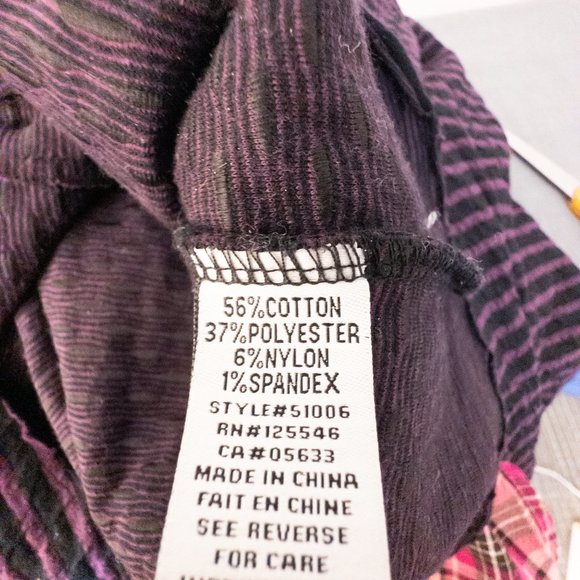 56%COTTON
37%POLYESTER
6%NYLON
1%SPANDEX
STYLE#51006
RN#125546
CA#05633
MADE IN CHINA
FAIT EN CHINE
SEE REVERSE
FOR CARE